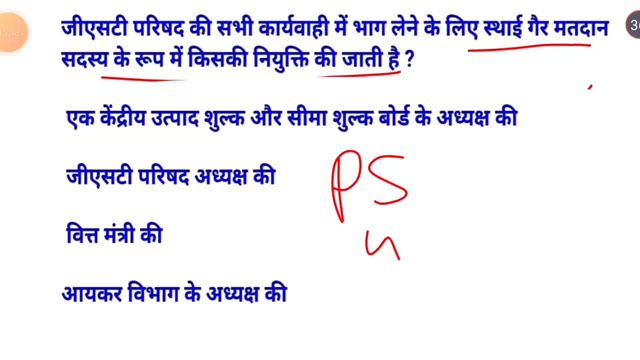 जीएसटी परिषद की सभी कार्यवाही में भाग लेने के लिए स्थाई गैर मतदान
सदस्य के रूप में किसकी नियुक्ति की जाती है ?
एक केंद्रीय उत्पाद शुल्क और सीमा शुल्क बोर्ड के अध्यक्ष की
जीएसटी परिषद अध्यक्ष की
PS
वित्त मंत्री की
आयकर विभाग के अध्यक्ष की